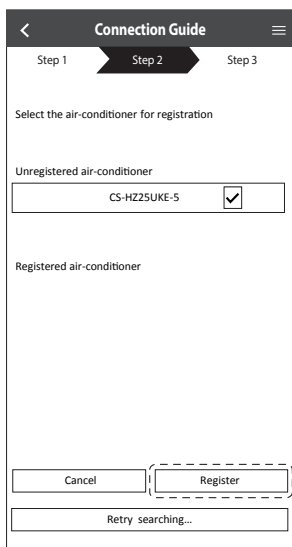 Connection Guide
Step 1 Step 2 Step 3
Select the air-conditioner for registration
Unregistered air-conditioner
CS-HZ25UKE-5
Registered air-conditioner
Cancel Register
Retry searching...